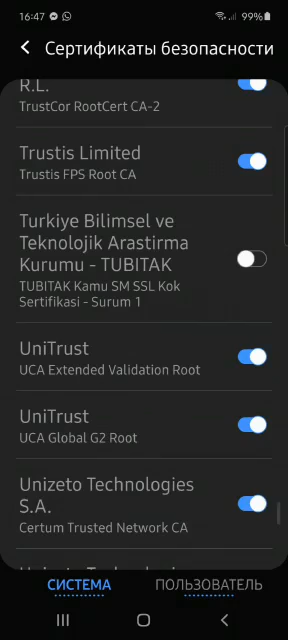 16:47
99%
Сертификаты безопасности
R.L.
TrustCor RootCert CA-2
Trustis Limited
Trustis FPS Root CA
Turkiye Bilimsel ve
Teknolojik Arastirma
Kurumu - TUBITAK
TUBITAK Kamu SM SSL Kok
Sertifikasi - Surum 1
UniTrust
UCA Extended Validation Root
UniTrust
UCA Global G2 Root
Unizeto Technologies
S.A.
Certum Trusted Network CA
СИСТЕМА
ПОЛЬЗОВАТЕЛЬ